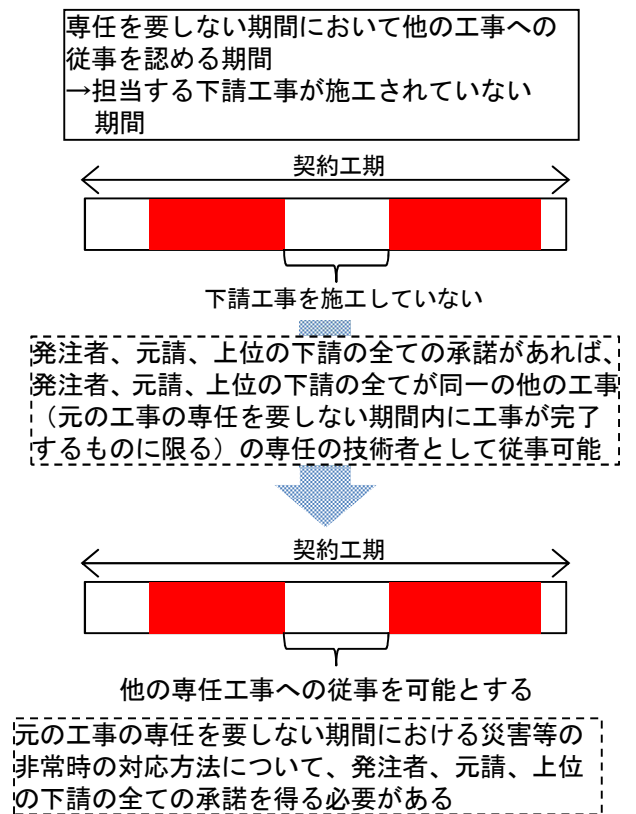 専任を要しない期間において他の工事への
従事を認める期間
→担当する下請工事が施工されていない
期間
契約工期
下請工事を施工していない
発注者、元請、上位の下請の全ての承諾があれば、
発注者、元請、上位の下請の全てが同一の他の工事
（元の工事の専任を要しない期間内に工事が完了
するものに限る）の専任の技術者として従事可能
契約工期
他の専任工事への従事を可能とする
元の工事の専任を要しない期間における災害等の
非常時の対応方法について、発注者、元請、上位
の下請の全ての承諾を得る必要がある